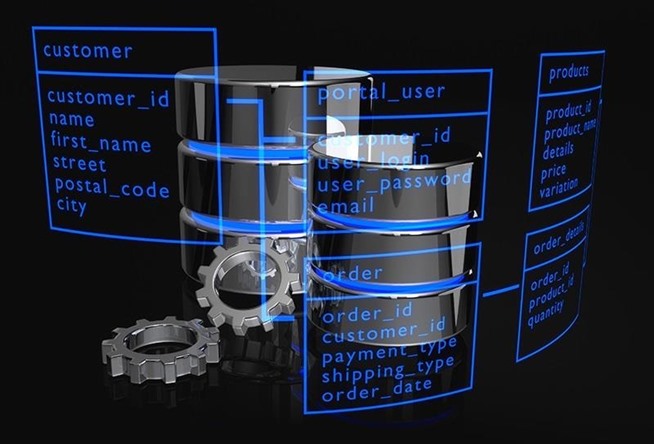 customer
customer_id
name
first_name
street
postal_code
city
portal_user
customer_id
user_login
user_password
email
order
order_id
customer_id
payment_type
shipping_type
order_date
products
product_id
product_name
details
price
variation
order_details
order_id
product_id
quantity